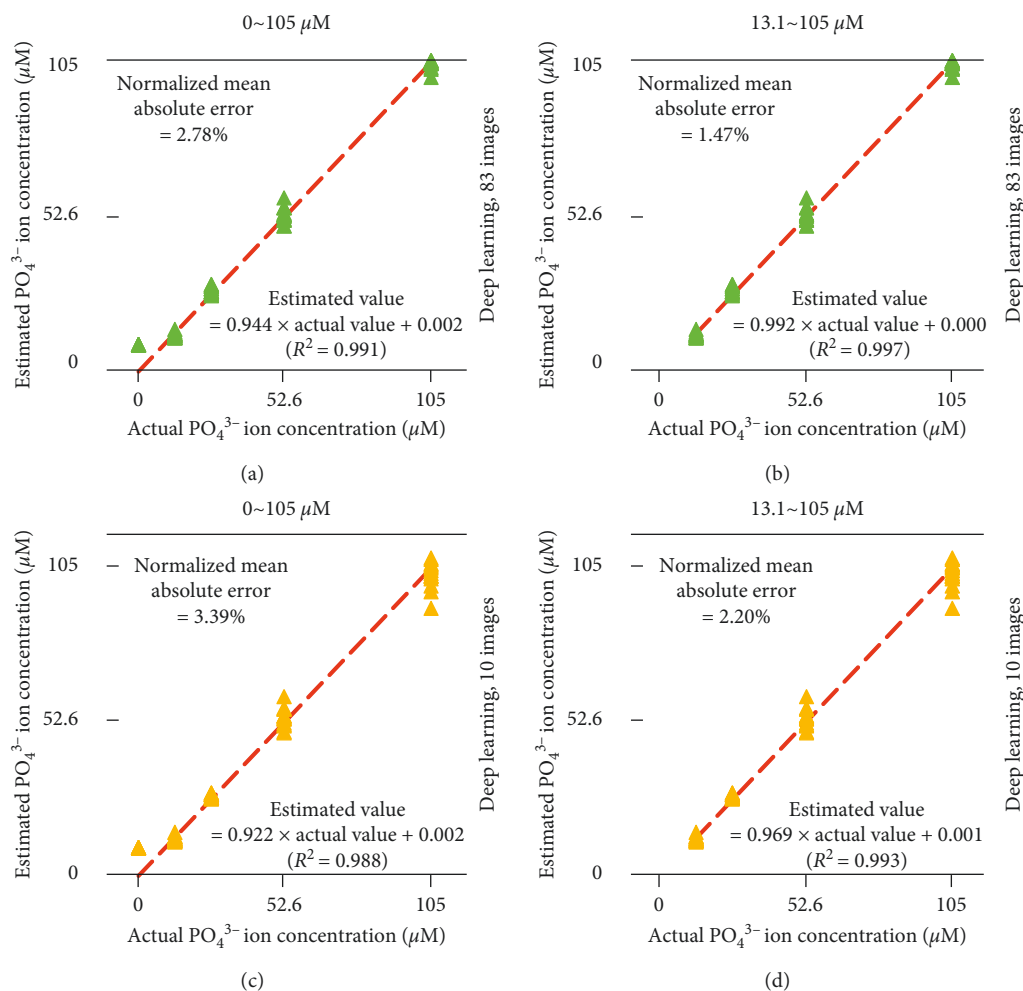 0~105 μM
Estimated PO₄³⁻ ion concentration (μM)
105
52.6
0
Normalized mean
absolute error
= 2.78%
Estimated value
= 0.944 × actual value + 0.002
(R² = 0.991)
Deep learning, 83 images
0
52.6
105
Actual PO₄³⁻ ion concentration (μM)
(a)
13.1~105 μM
Estimated PO₄³⁻ ion concentration (μM)
105
52.6
0
Normalized mean
absolute error
= 1.47%
Estimated value
= 0.992 × actual value + 0.000
(R² = 0.997)
Deep learning, 83 images
0
52.6
105
Actual PO₄³⁻ ion concentration (μM)
(b)
0~105 μM
Estimated PO₄³⁻ ion concentration (μM)
105
52.6
0
Normalized mean
absolute error
= 3.39%
Estimated value
= 0.922 × actual value + 0.002
(R² = 0.988)
Deep learning, 10 images
0
52.6
105
Actual PO₄³⁻ ion concentration (μM)
(c)
13.1~105 μM
Estimated PO₄³⁻ ion concentration (μM)
105
52.6
0
Normalized mean
absolute error
= 2.20%
Estimated value
= 0.969 × actual value + 0.001
(R² = 0.993)
Deep learning, 10 images
0
52.6
105
Actual PO₄³⁻ ion concentration (μM)
(d)